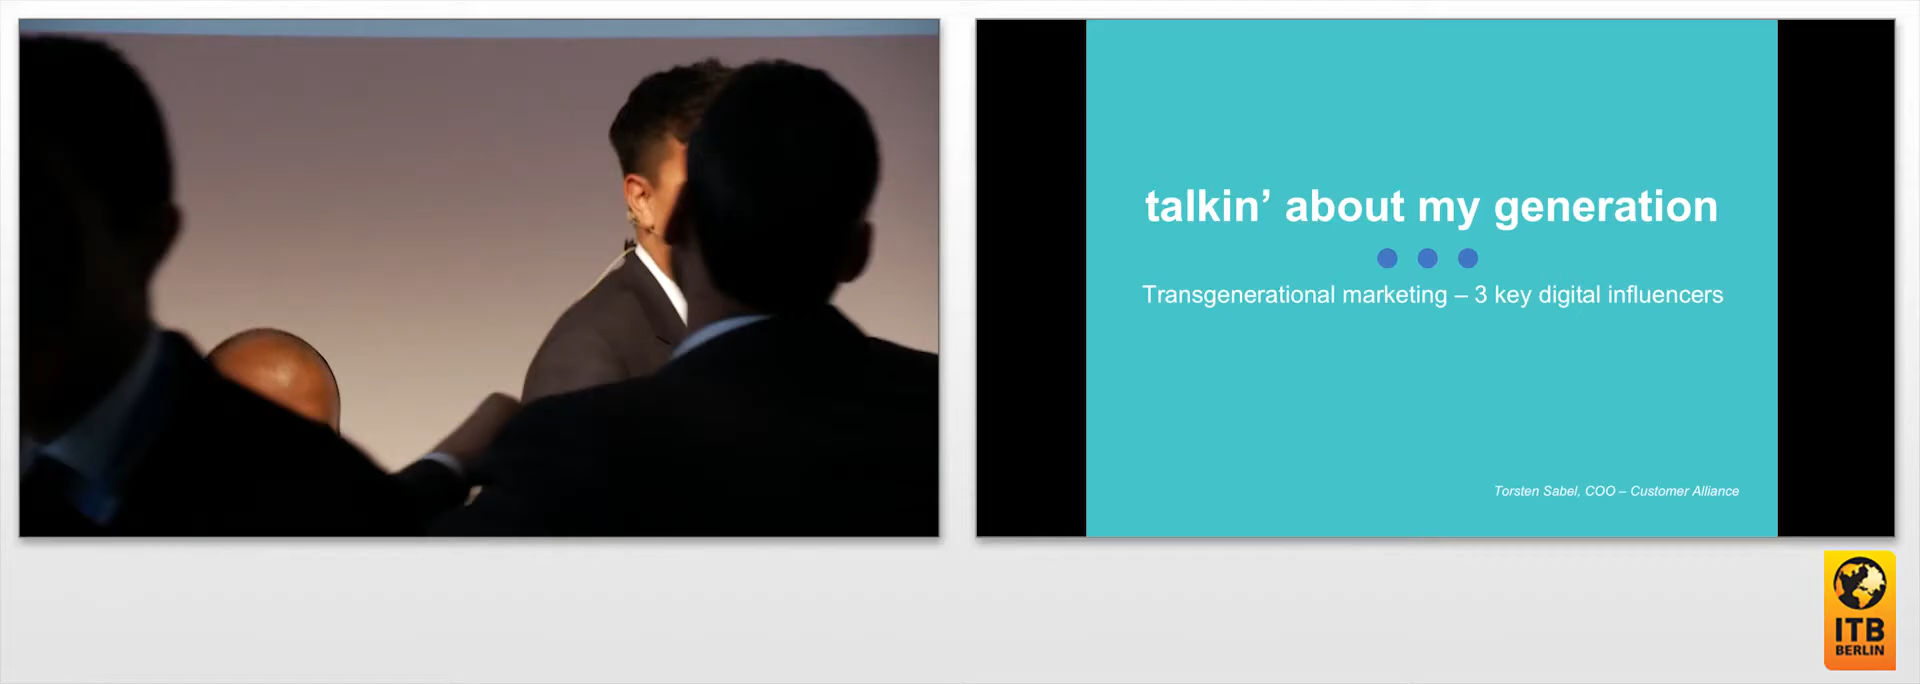 talkin’ about my generation
Transgenerational marketing – 3 key digital influencers
Torsten Sabel, COO – Customer Alliance
ITB
BERLIN